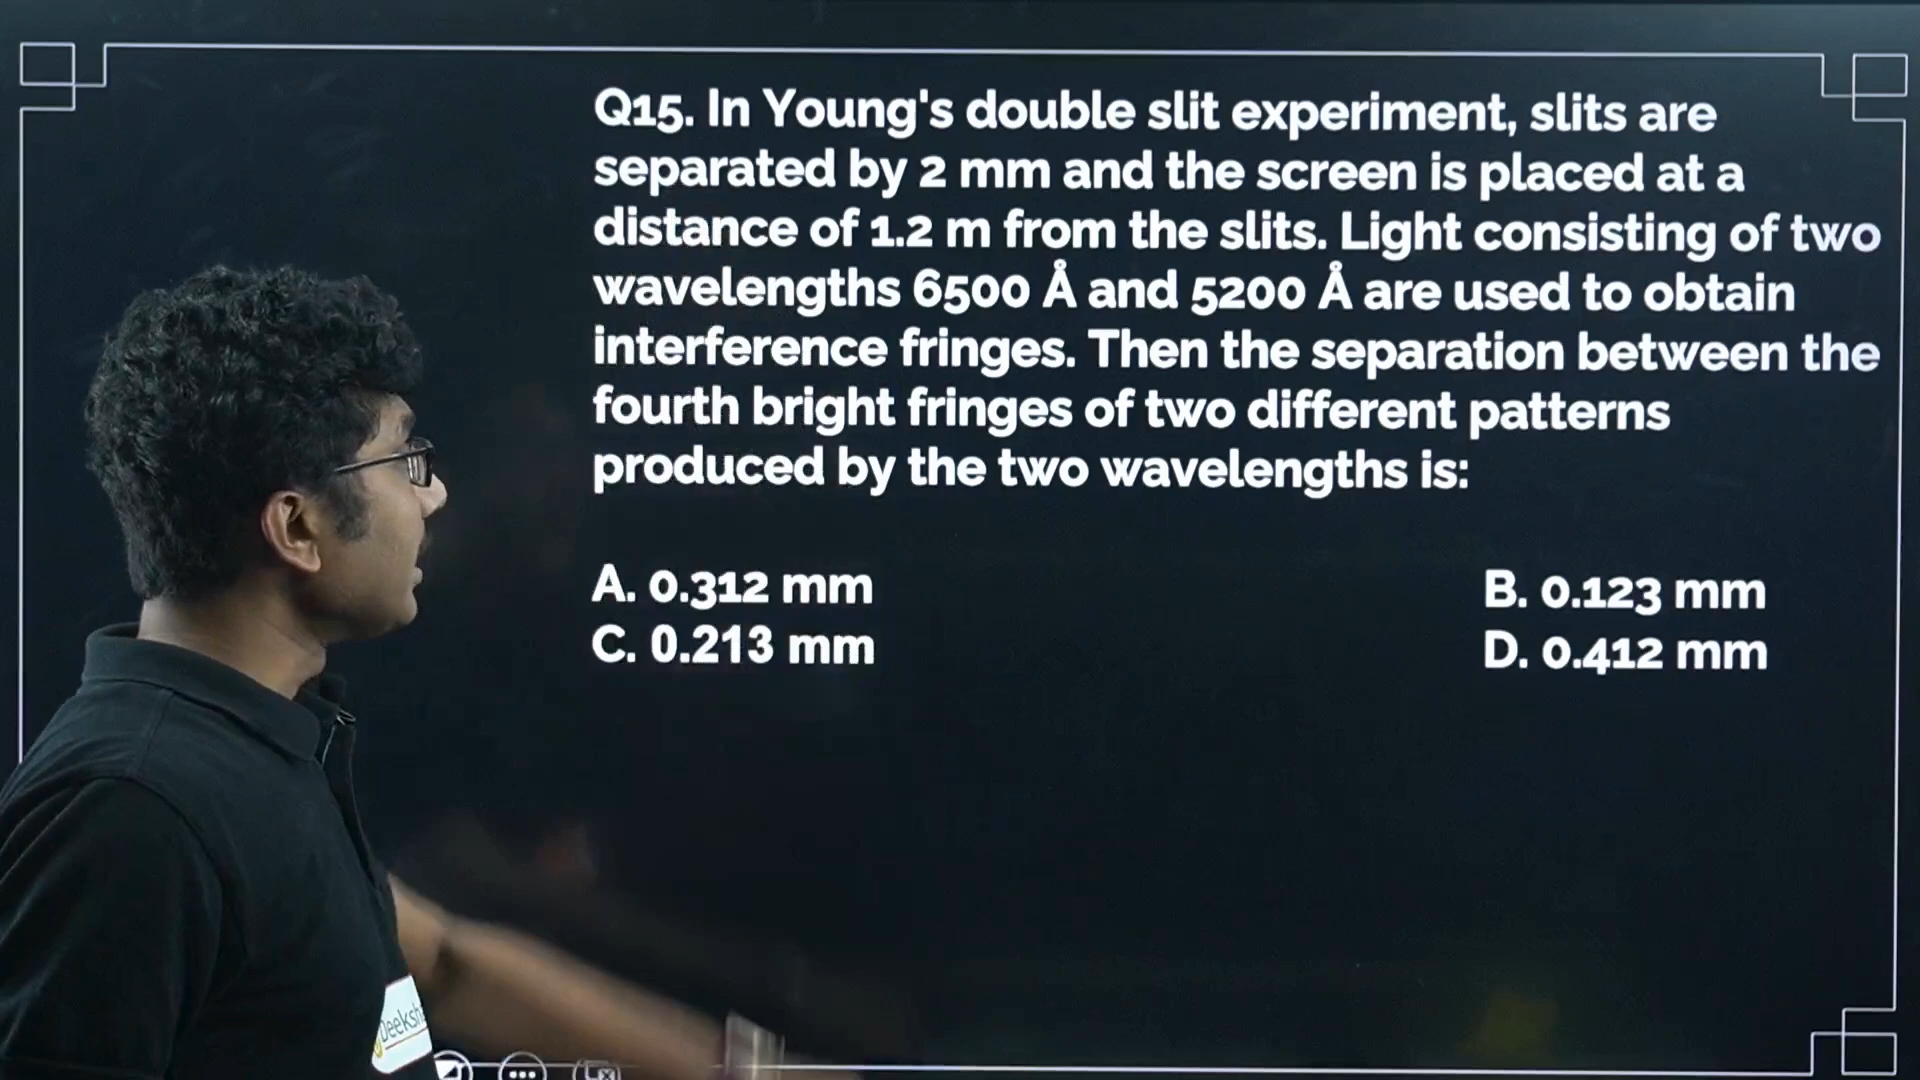 Q15. In Young's double slit experiment, slits are
separated by 2 mm and the screen is placed at a
distance of 1.2 m from the slits. Light consisting of two
wavelengths 6500 Å and 5200 Å are used to obtain
interference fringes. Then the separation between the
fourth bright fringes of two different patterns
produced by the two wavelengths is:
A. 0.312 mm
B. 0.123 mm
C. 0.213 mm
D. 0.412 mm